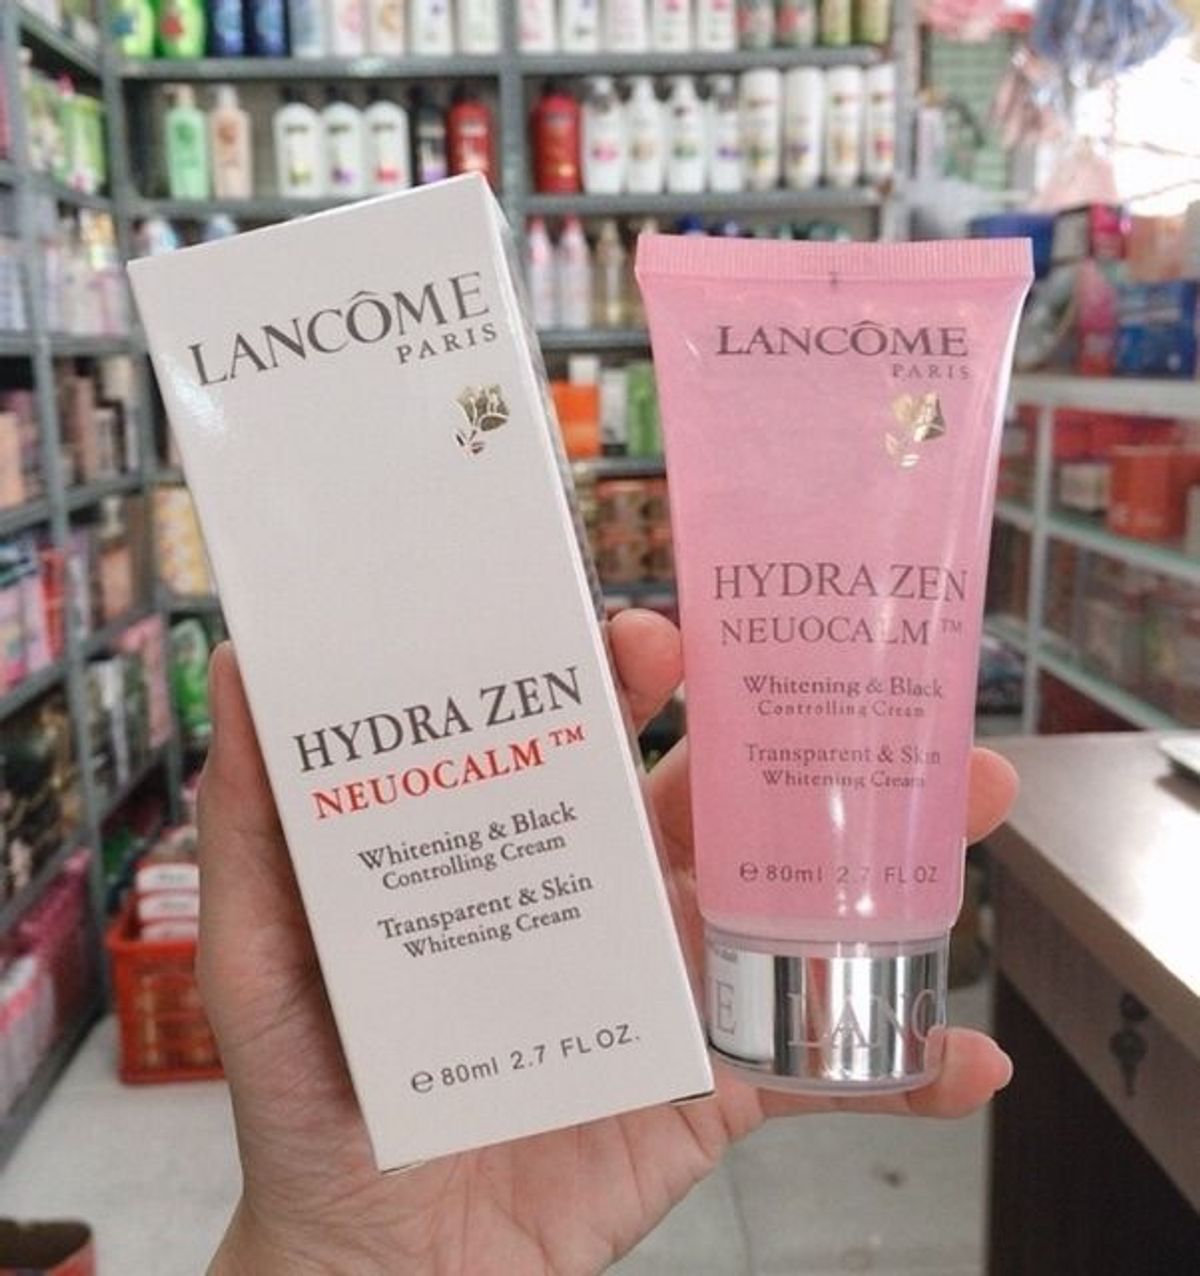 LANCÔME
PARIS
HYDRA ZEN
NEUOCALM™
Whitening & Black
Controlling Cream
Transparent & Skin
Whitening Cream
e 80ml 2.7 FL OZ.
LANCÔME
PARIS
HYDRA ZEN
NEUOCALM™
Whitening & Black
Controlling Cream
Transparent & Skin
Whitening Cream
e 80ml 2.7 FL OZ
E LANC